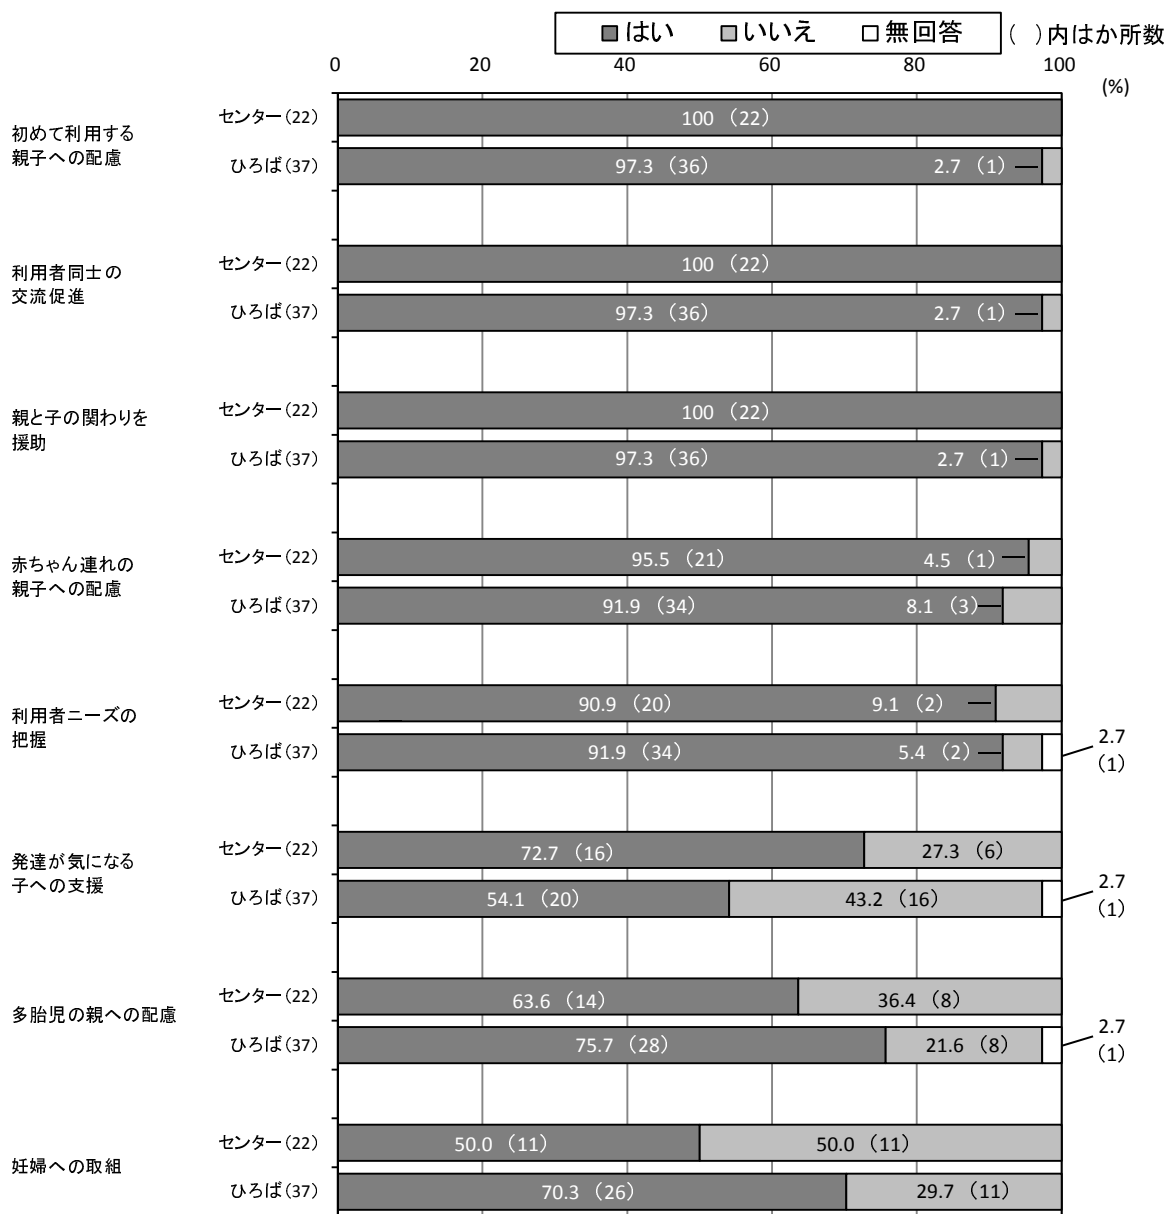 はい いいえ 無回答 ( )内はか所数
0 20 40 60 80 100
(%)
初めて利用する
親子への配慮
センター(22) 100 (22)
ひろば(37) 97.3 (36) 2.7 (1)
利用者同士の
交流促進
センター(22) 100 (22)
ひろば(37) 97.3 (36) 2.7 (1)
親と子の関わりを
援助
センター(22) 100 (22)
ひろば(37) 97.3 (36) 2.7 (1)
赤ちゃん連れの
親子への配慮
センター(22) 95.5 (21) 4.5 (1)
ひろば(37) 91.9 (34) 8.1 (3)
利用者ニーズの
把握
センター(22) 90.9 (20) 9.1 (2)
ひろば(37) 91.9 (34) 5.4 (2) 2.7
(1)
発達が気になる
子への支援
センター(22) 72.7 (16) 27.3 (6)
ひろば(37) 54.1 (20) 43.2 (16) 2.7
(1)
多胎児の親への配慮
センター(22) 63.6 (14) 36.4 (8)
ひろば(37) 75.7 (28) 21.6 (8) 2.7
(1)
妊婦への取組
センター(22) 50.0 (11) 50.0 (11)
ひろば(37) 70.3 (26) 29.7 (11)